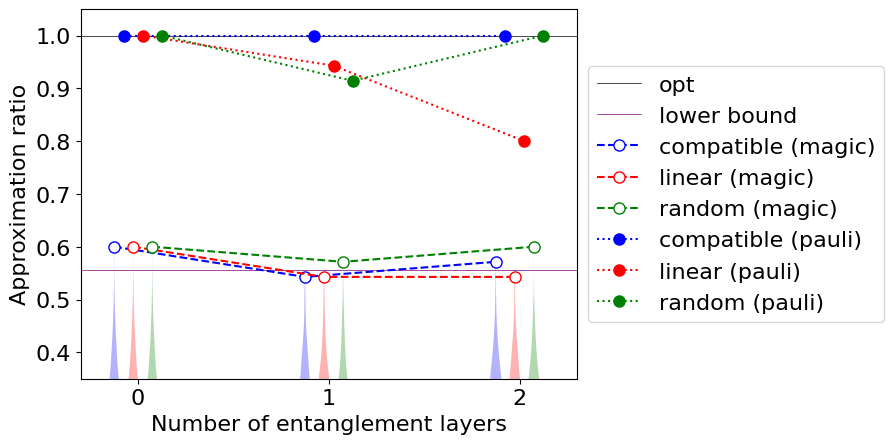 Approximation ratio
1.0
0.9
0.8
0.7
0.6
0.5
0.4
0
1
2
Number of entanglement layers
opt
lower bound
compatible (magic)
linear (magic)
random (magic)
compatible (pauli)
linear (pauli)
random (pauli)